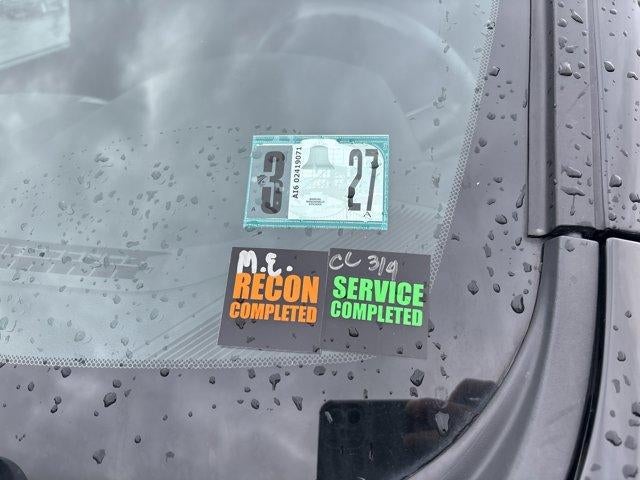 3
A16 02419071
27
M.E.
RECON
COMPLETED
CL 3/9
SERVICE
COMPLETED